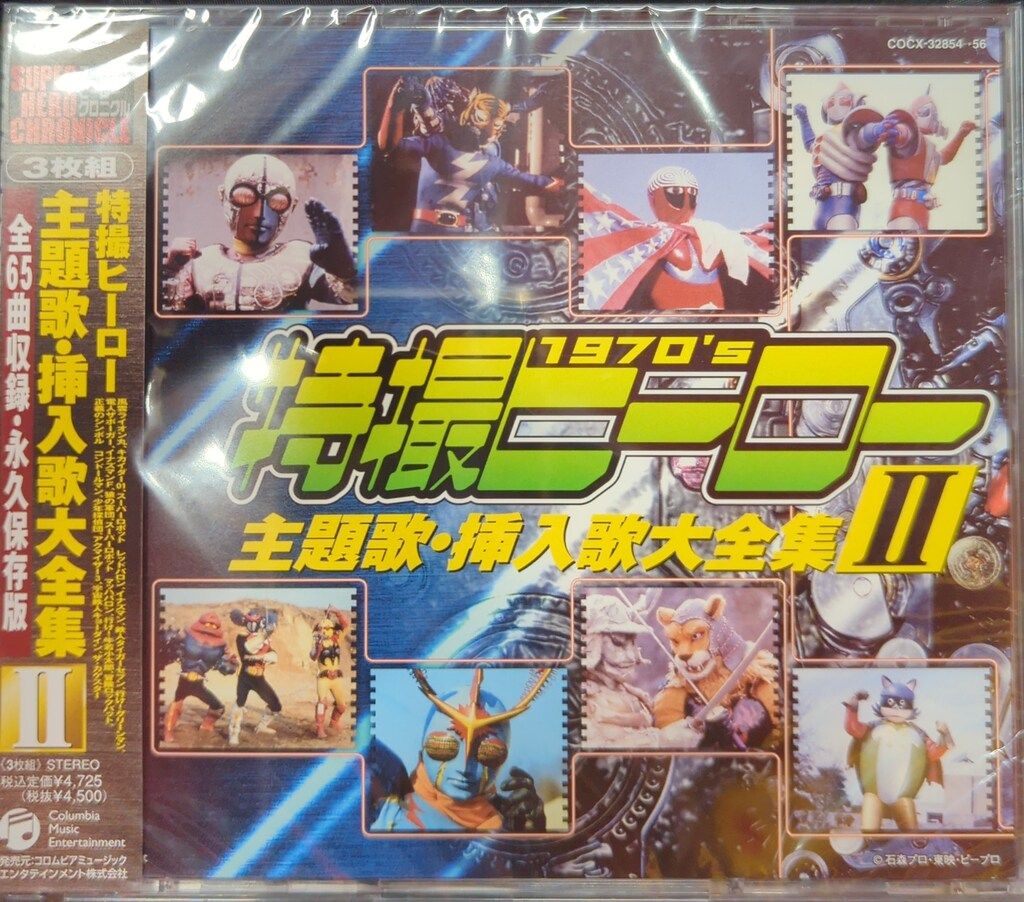 SUPER
HERO
CHRONICLE
クロニクル
3枚組
特撮ヒーロー
主題歌・挿入歌大全集
全65曲収録・永久保存版
II
《3枚組》 STEREO
税込定価¥4,725
(税抜¥4,500)
Columbia
Music
Entertainment
発売元:コロムビアミュージック
エンタテインメント株式会社
COCX-32854→56
1970's
特撮ヒーロー
主題歌・挿入歌大全集
II
©石森プロ・東映・ピープロ